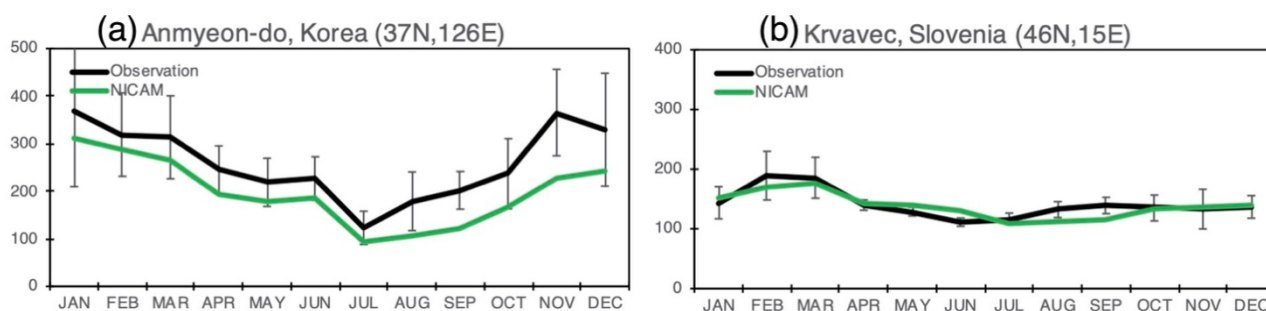 (a) Anmyeon-do, Korea (37N,126E)
500
400
300
200
100
0
Observation
NICAM
JAN FEB MAR APR MAY JUN JUL AUG SEP OCT NOV DEC
(b) Krvavec, Slovenia (46N,15E)
400
300
200
100
0
Observation
NICAM
JAN FEB MAR APR MAY JUN JUL AUG SEP OCT NOV DEC